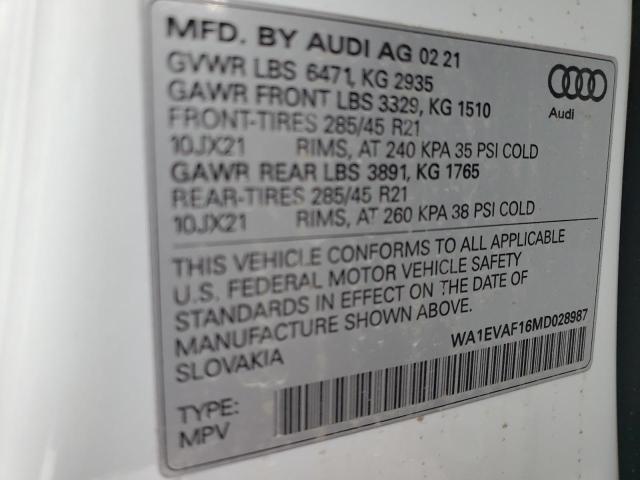 MFD. BY AUDI AG 02 21
GVWR LBS 6471, KG 2935
GAWR FRONT LBS 3329, KG 1510
FRONT-TIRES 285/45 R21
10JX21 RIMS, AT 240 KPA 35 PSI COLD
GAWR REAR LBS 3891, KG 1765
REAR-TIRES 285/45 R21
10JX21 RIMS, AT 260 KPA 38 PSI COLD
Audi
THIS VEHICLE CONFORMS TO ALL APPLICABLE
U.S. FEDERAL MOTOR VEHICLE SAFETY
STANDARDS IN EFFECT ON THE DATE OF
MANUFACTURE SHOWN ABOVE.
SLOVAKIA
WA1EVAF16MD028987
TYPE:
MPV